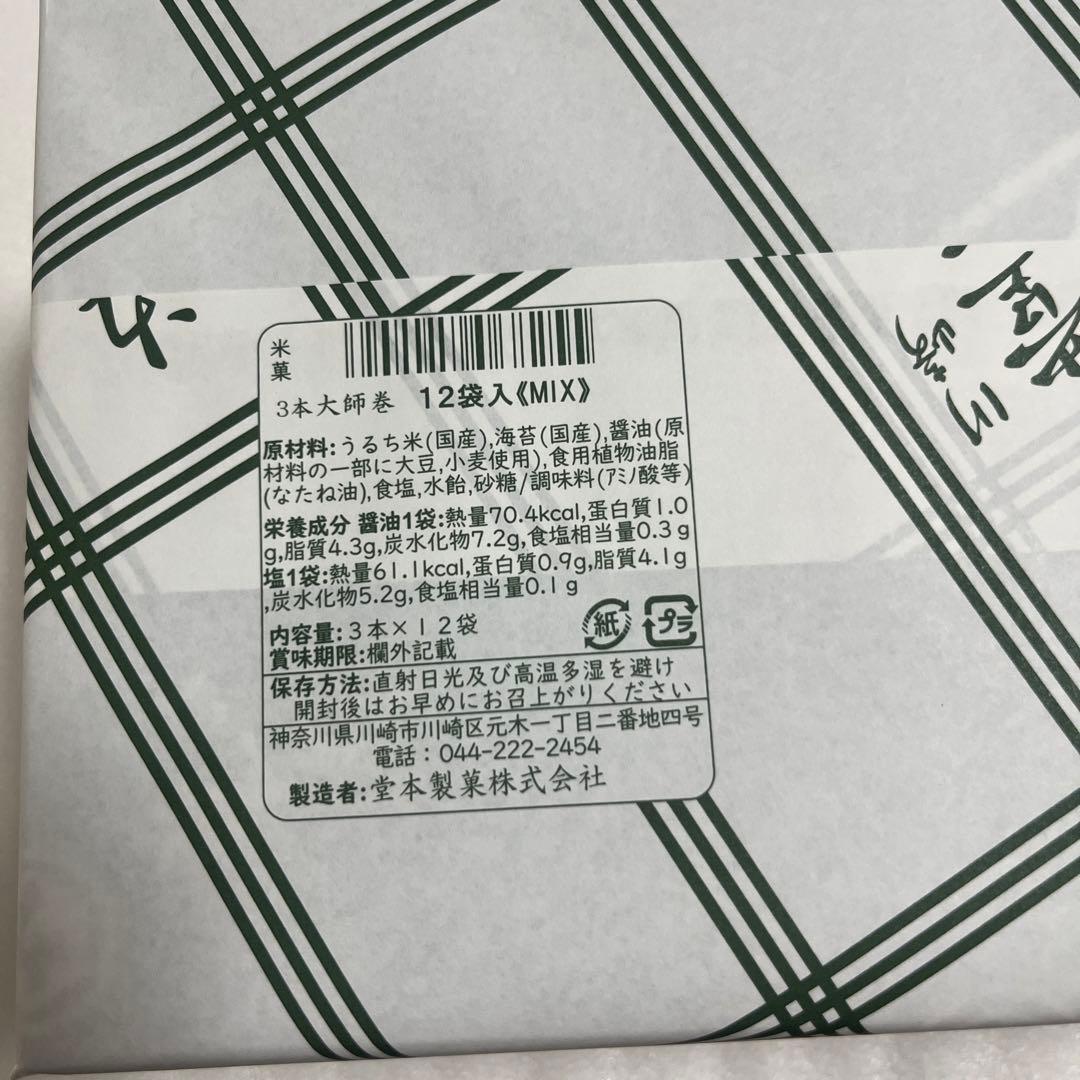 米菓
3本大師巻 12袋入《MIX》
原材料:うるち米(国産),海苔(国産),醤油(原
材料の一部に大豆,小麦使用),食用植物油脂
(なたね油),食塩,水飴,砂糖/調味料(アミノ酸等)
栄養成分 醤油1袋:熱量70.4kcal,蛋白質1.0
g,脂質4.3g,炭水化物7.2g,食塩相当量0.3g
塩1袋:熱量61.1kcal,蛋白質0.9g,脂質4.1g
,炭水化物5.2g,食塩相当量0.1g
内容量:3本×12袋
紙
プラ
賞味期限:欄外記載
保存方法:直射日光及び高温多湿を避け
開封後はお早めにお召上がりください
神奈川県川崎市川崎区元木一丁目二番地四号
電話:044-222-2454
製造者:堂本製菓株式会社